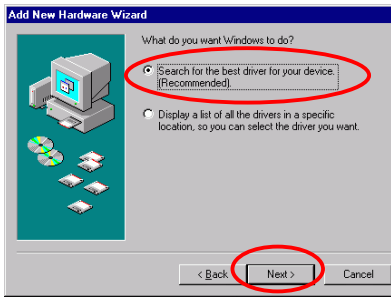 Add New Hardware Wizard
What do you want Windows to do?
Search for the best driver for your device.
(Recommended).
Display a list of all the drivers in a specific
location, so you can select the driver you want.
< Back
Next >
Cancel